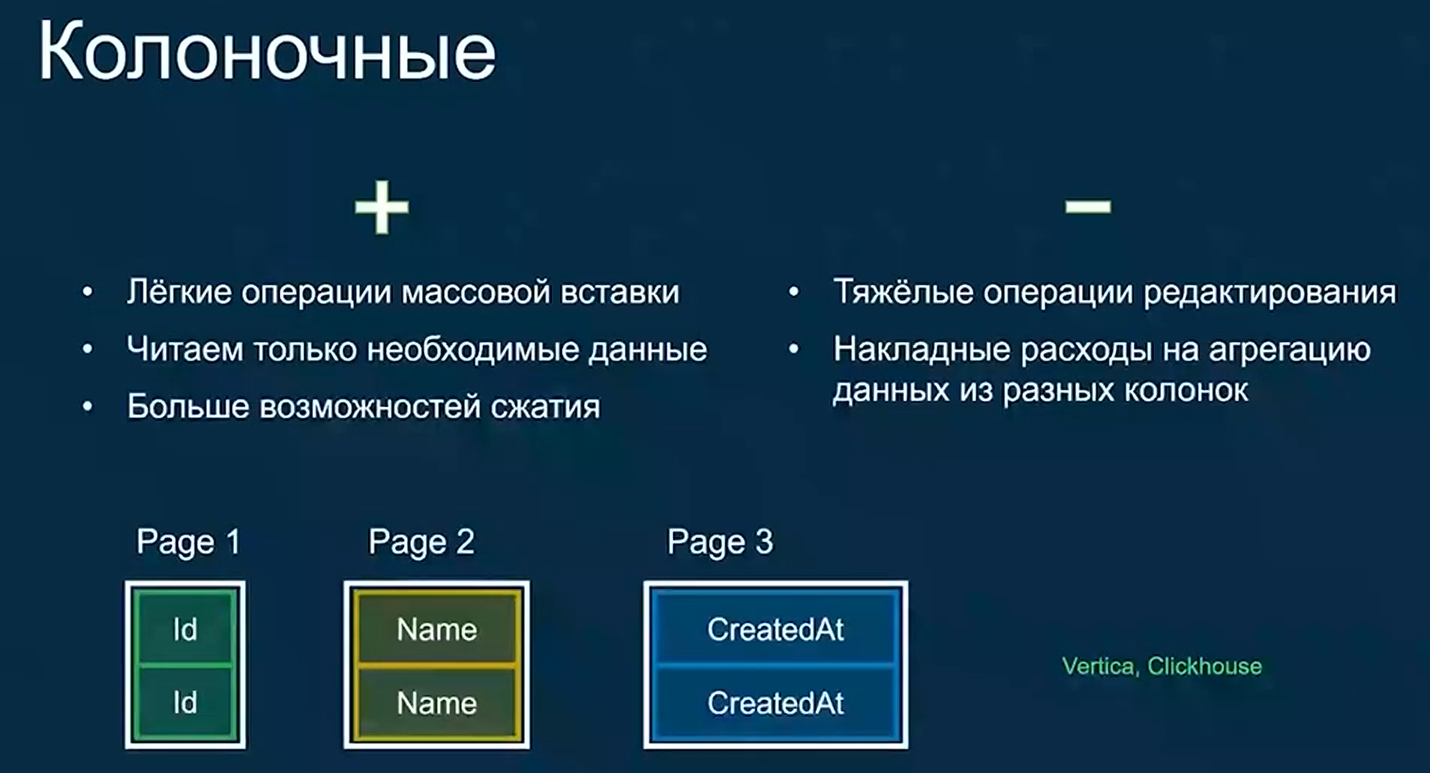 Колоночные
+
−
• Лёгкие операции массовой вставки
• Читаем только необходимые данные
• Больше возможностей сжатия
• Тяжёлые операции редактирования
• Накладные расходы на агрегацию
данных из разных колонок
Page 1
Page 2
Page 3
Id
Name
CreatedAt
Id
Name
CreatedAt
Vertica, Clickhouse